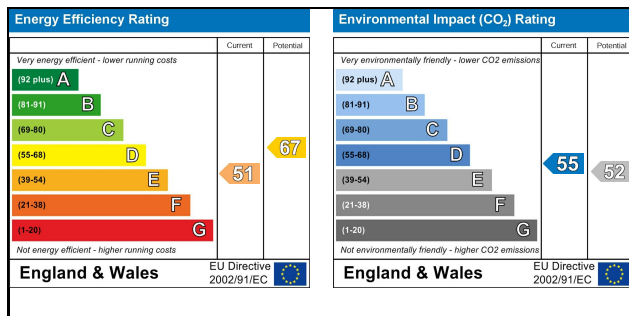 Energy Efficiency Rating
Current Potential
Very energy efficient - lower running costs
(92 plus) A
(81-91) B
(69-80) C
(55-68) D
(39-54) E
(21-38) F
(1-20) G
51
67
Not energy efficient - higher running costs
England & Wales
EU Directive
2002/91/EC
Environmental Impact (CO₂) Rating
Current Potential
Very environmentally friendly - lower CO2 emissions
(92 plus) A
(81-91) B
(69-80) C
(55-68) D
(39-54) E
(21-38) F
(1-20) G
55
52
Not environmentally friendly - higher CO2 emissions
England & Wales
EU Directive
2002/91/EC